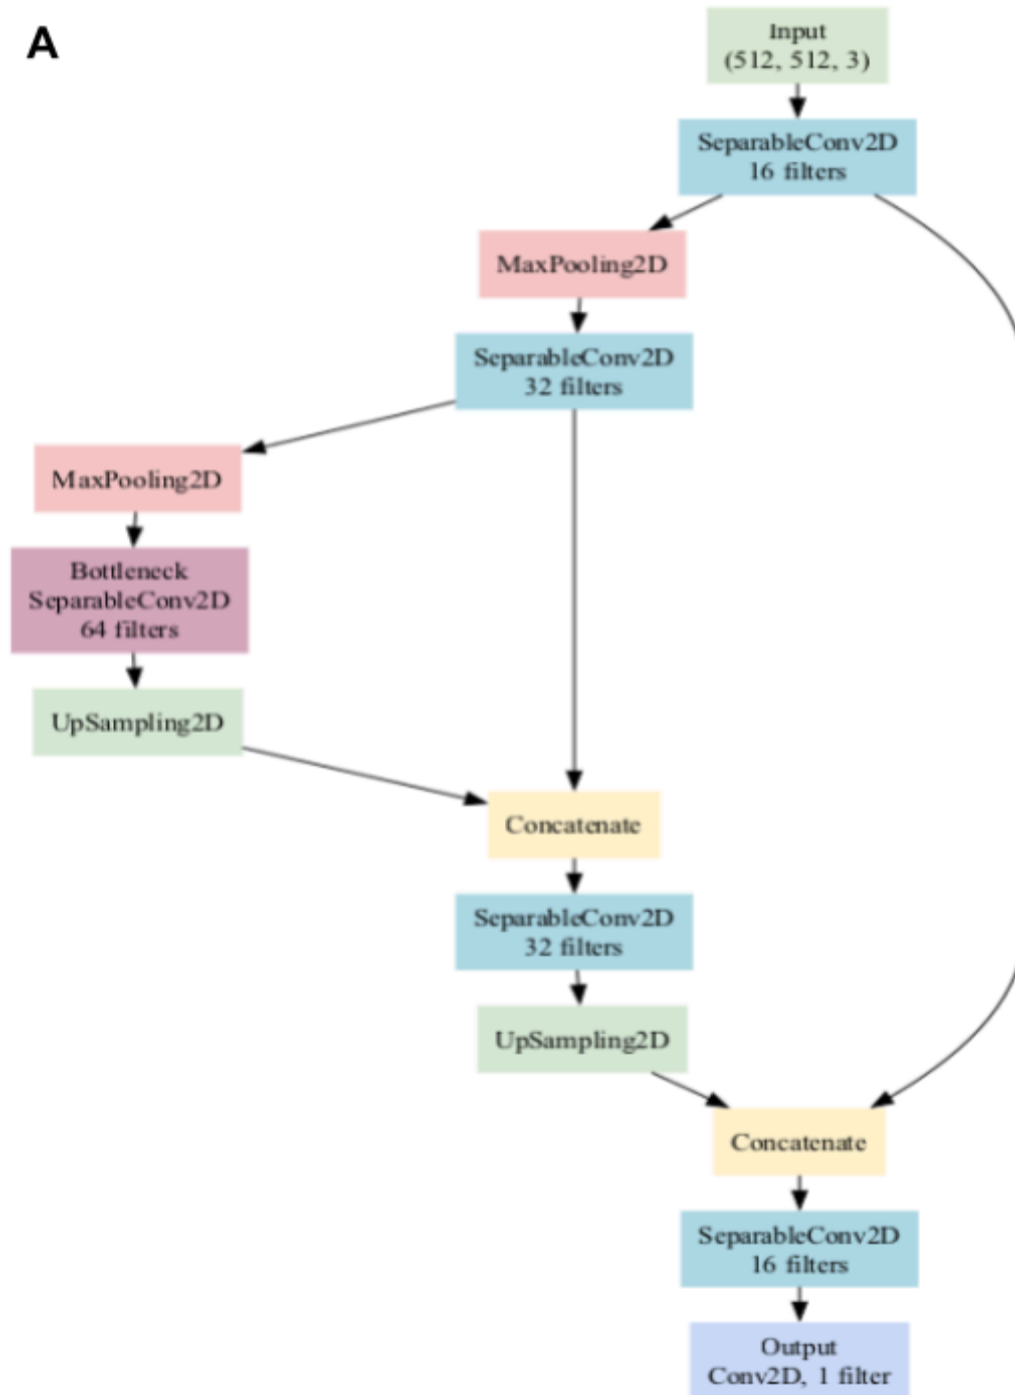 A
Input
(512, 512, 3)
SeparableConv2D
16 filters
MaxPooling2D
SeparableConv2D
32 filters
MaxPooling2D
Bottleneck
SeparableConv2D
64 filters
UpSampling2D
Concatenate
SeparableConv2D
32 filters
UpSampling2D
Concatenate
SeparableConv2D
16 filters
Output
Conv2D, 1 filter